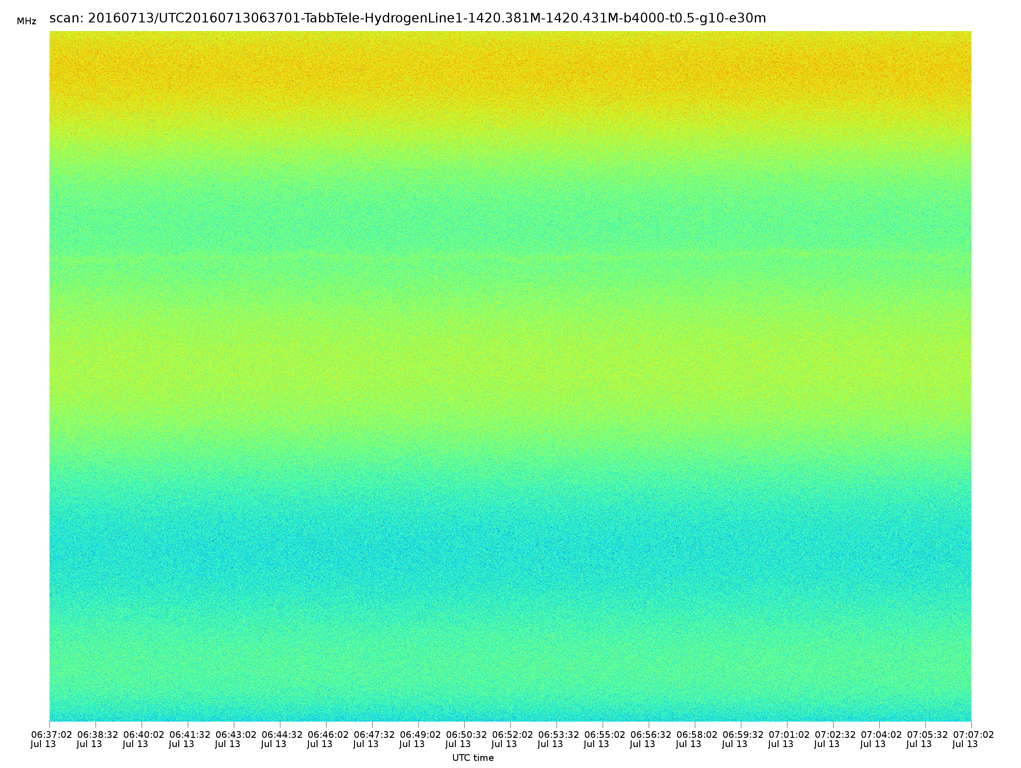 MHz scan: 20160713/UTC20160713063701-TabbTele-HydrogenLine1-1420.381M-1420.431M-b4000-t0.5-g10-e30m
06:37:02 06:38:32 06:40:02 06:41:32 06:43:02 06:44:32 06:46:02 06:47:32 06:49:02 06:50:32 06:52:02 06:53:32 06:55:02 06:56:32 06:58:02 06:59:32 07:01:02 07:02:32 07:04:02 07:05:32 07:07:02
Jul 13 Jul 13 Jul 13 Jul 13 Jul 13 Jul 13 Jul 13 Jul 13 Jul 13 Jul 13 Jul 13 Jul 13 Jul 13 Jul 13 Jul 13 Jul 13 Jul 13 Jul 13 Jul 13 Jul 13 Jul 13
UTC time